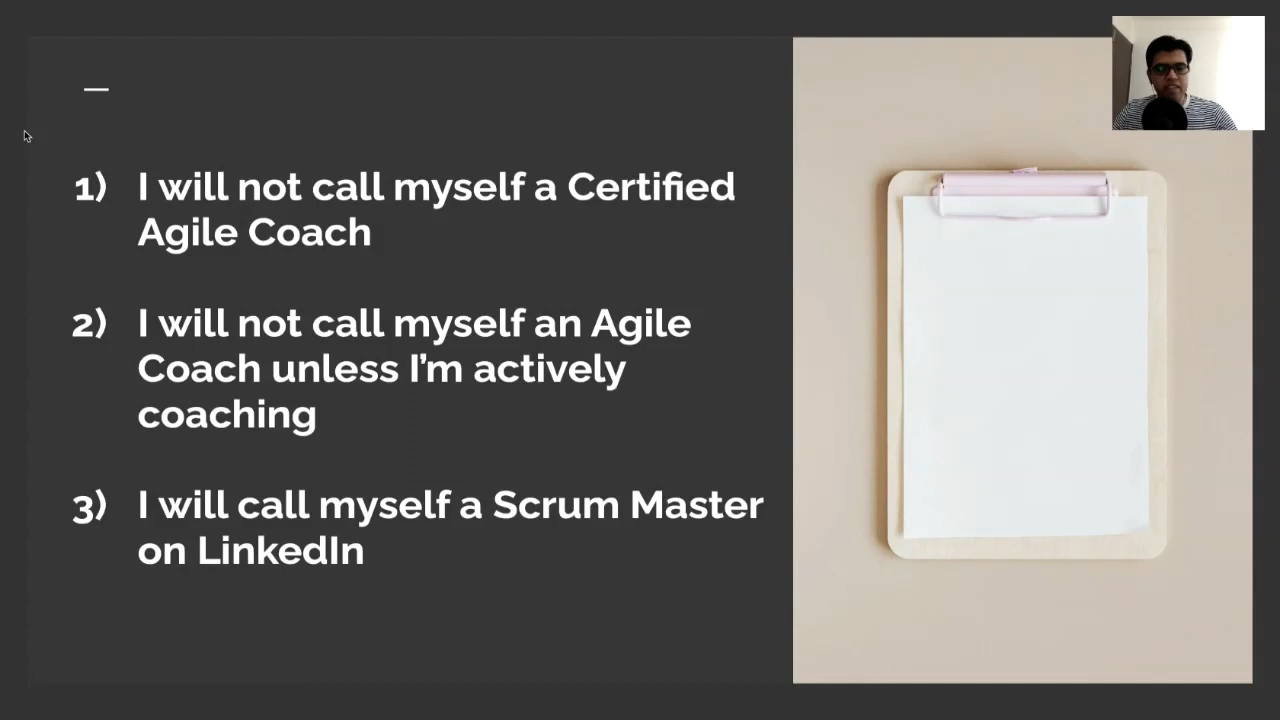 1) I will not call myself a Certified
Agile Coach
2) I will not call myself an Agile
Coach unless I’m actively
coaching
3) I will call myself a Scrum Master
on LinkedIn